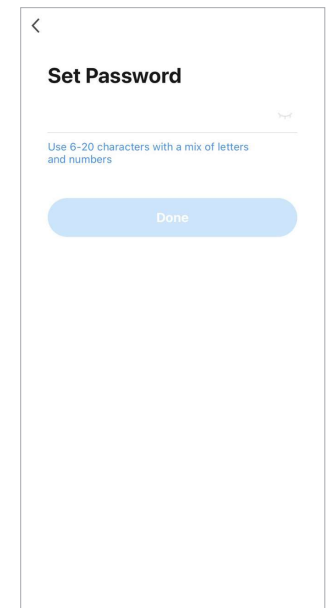 Set Password
Use 6-20 characters with a mix of letters
and numbers
Done